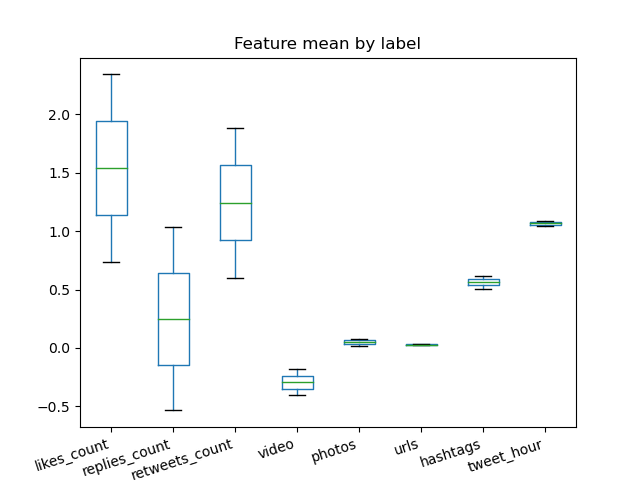 Feature mean by label
2.0
1.5
1.0
0.5
0.0
−0.5
likes_count
replies_count
retweets_count
video
photos
urls
hashtags
tweet_hour